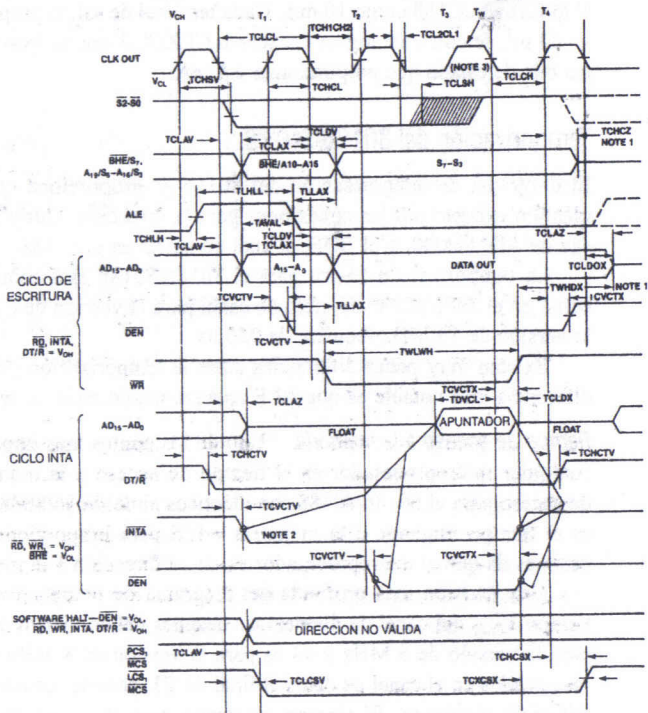 VCH T1 T2 T3 TW T4
TCLCL TCH1CH2 TCL2CL1
CLK OUT
(NOTE 3)
VCL TCHSV TCHCL TCLSH TCLCH
S2-S0
TCLAV TCLDV TCHCZ
TCLAX NOTE 1
BHE/S7,
A19/S6-A16/S3
BHE/A19-A16 S7-S3
TLHLL TLLAX
ALE
TAVAL
TCHLH TCLAV TCLDV TCLAZ
TCLAX
AD15-AD0 A15-A0 DATA OUT TCLDOX
CICLO DE
ESCRITURA
TWHDX NOTE 1
TCVCTV TLLAX TCVCTX
RD, INTA,
DT/R = VOH
DEN
TCVCTV TWLWH
WR
TCVCTX
TCLAZ TDVCL TCLDX
AD15-AD0 FLOAT APUNTADOR FLOAT
CICLO INTA
TCHCTV TCHCTV
DT/R
TCVCTV
INTA NOTE 2
RD, WR, = VOH
BHE = VOL
TCVCTV TCVCTX
DEN
SOFTWARE HALT-DEN = VOL,
RD, WR, INTA, DT/R = VOH
DIRECCION NO VALIDA
PCS,
MCS
TCLAV TCHCSX
LCS,
MCS
TCLCSV TCXCSX